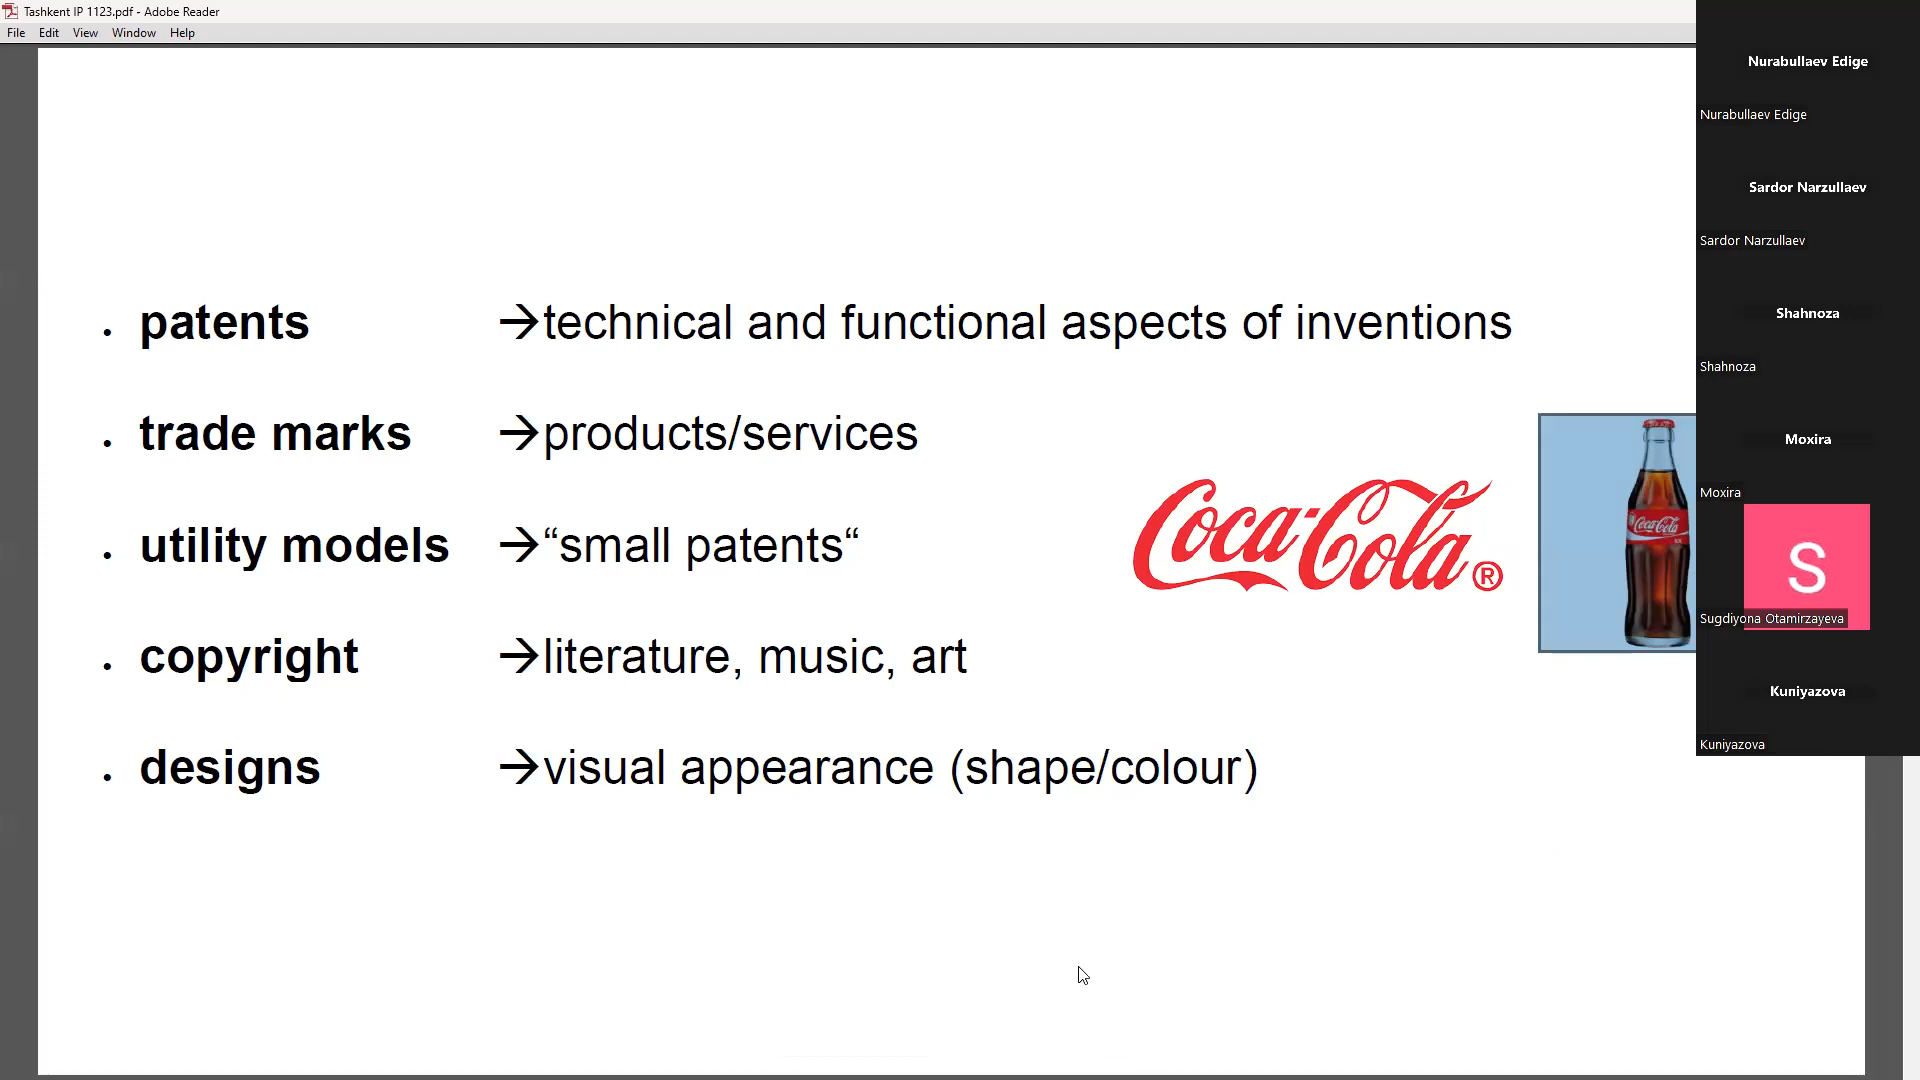 Tashkent IP 1123.pdf - Adobe Reader
File Edit View Window Help
• patents →technical and functional aspects of inventions
• trade marks →products/services
• utility models →“small patents“
• copyright →literature, music, art
• designs →visual appearance (shape/colour)
Coca-Cola®
Coca-Cola
Nurabullaev Edige
Nurabullaev Edige
Sardor Narzullaev
Sardor Narzullaev
Shahnoza
Shahnoza
Moxira
Moxira
S
Sugdiyona Otamirzayeva
Kuniyazova
Kuniyazova